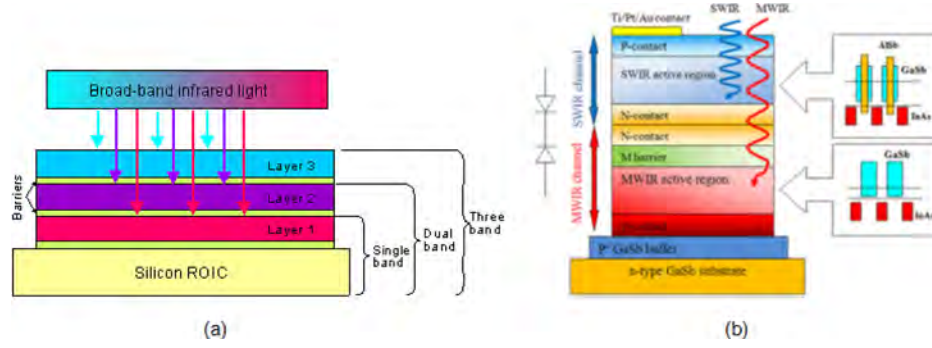 Broad-band infrared light
Layer 3
Layer 2
Layer 1
Barriers
Silicon ROIC
Single band
Dual band
Three band
(a)
Ti/Pt/Au contact
SWIR
MWIR
P-contact
SWIR active region
N-contact
N-contact
M barrier
MWIR active region
P⁺ GaSb buffer
n-type GaSb substrate
SWIR channel
MWIR channel
AlSb
GaSb
InAs
GaSb
InAs
(b)